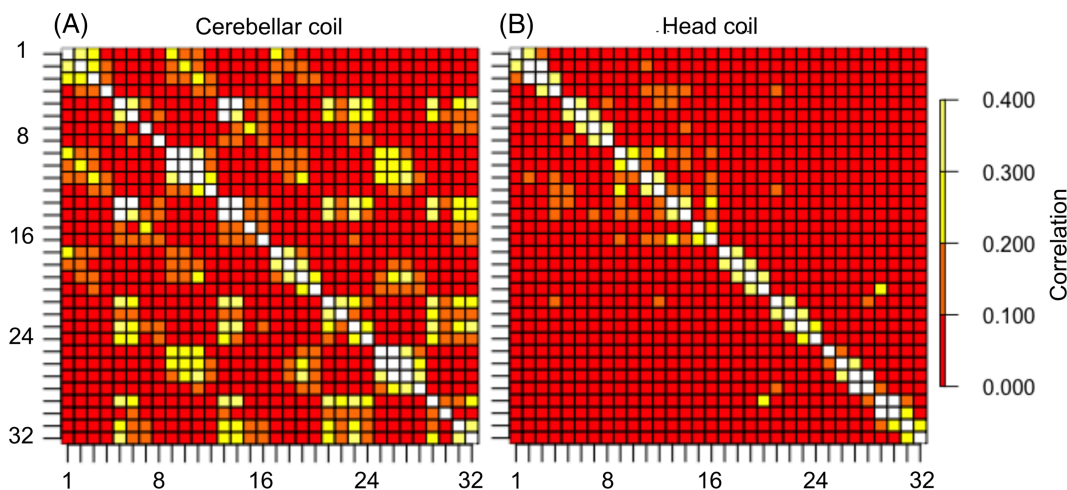 (A) Cerebellar coil
(B) Head coil
1
8
16
24
32
1 8 16 24 32
1 8 16 24 32
0.400
0.300
0.200
0.100
0.000
Correlation